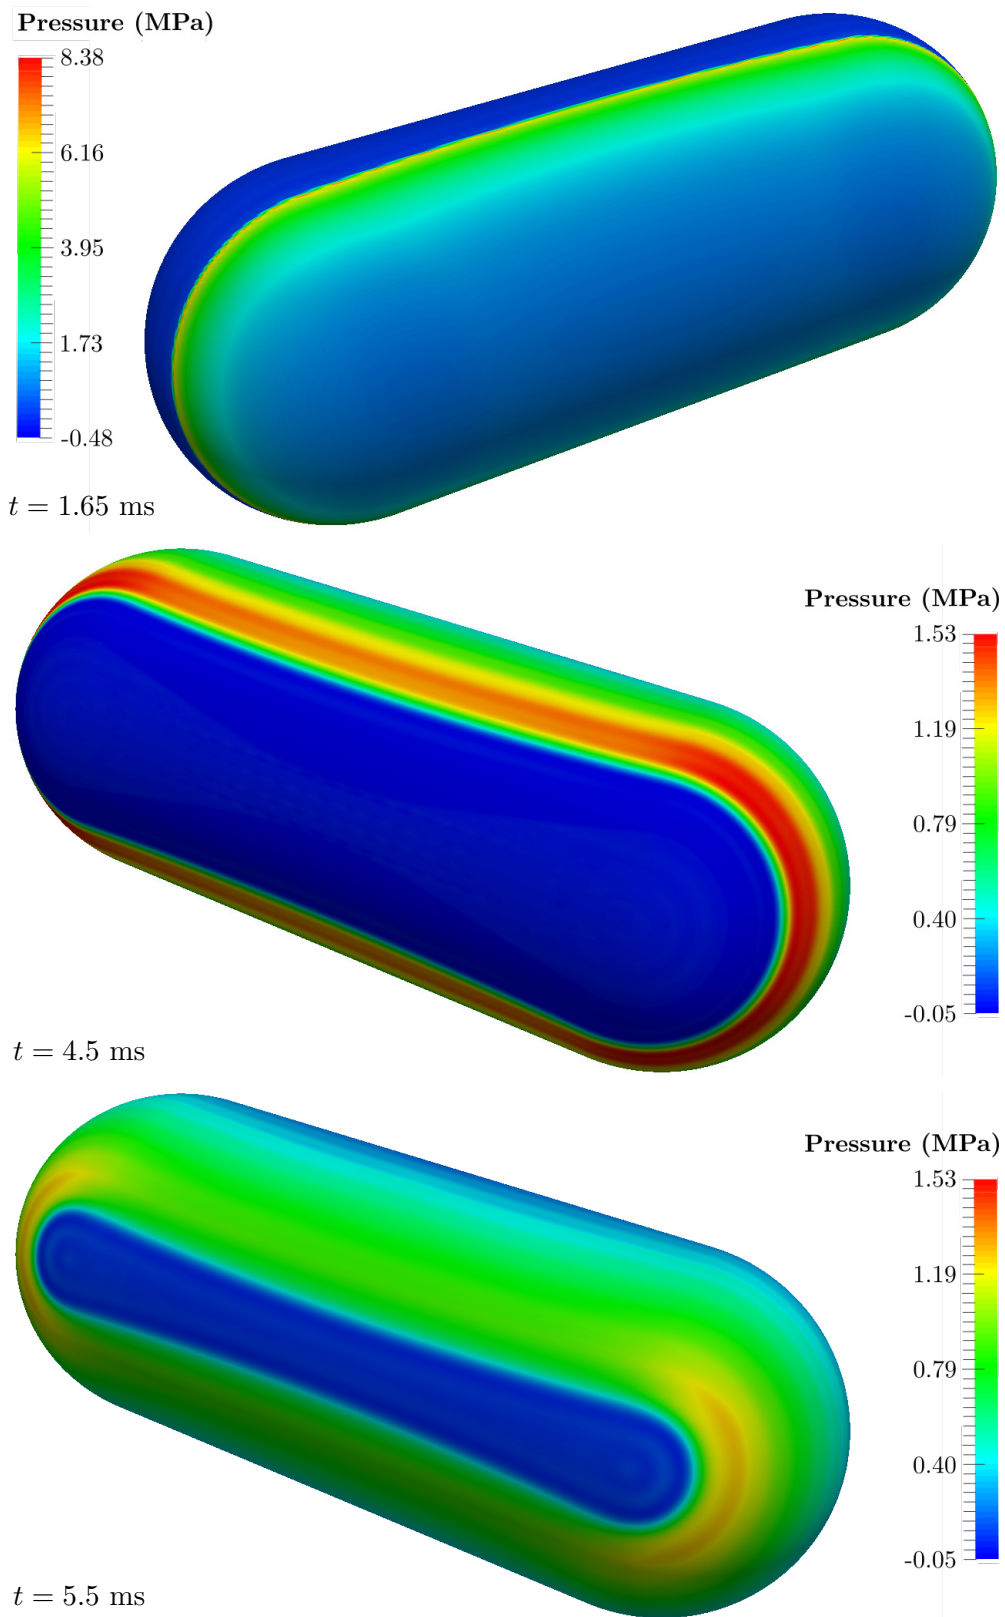 Pressure (MPa)
8.38
6.16
3.95
1.73
-0.48
t = 1.65 ms
Pressure (MPa)
1.53
1.19
0.79
0.40
-0.05
t = 4.5 ms
Pressure (MPa)
1.53
1.19
0.79
0.40
-0.05
t = 5.5 ms